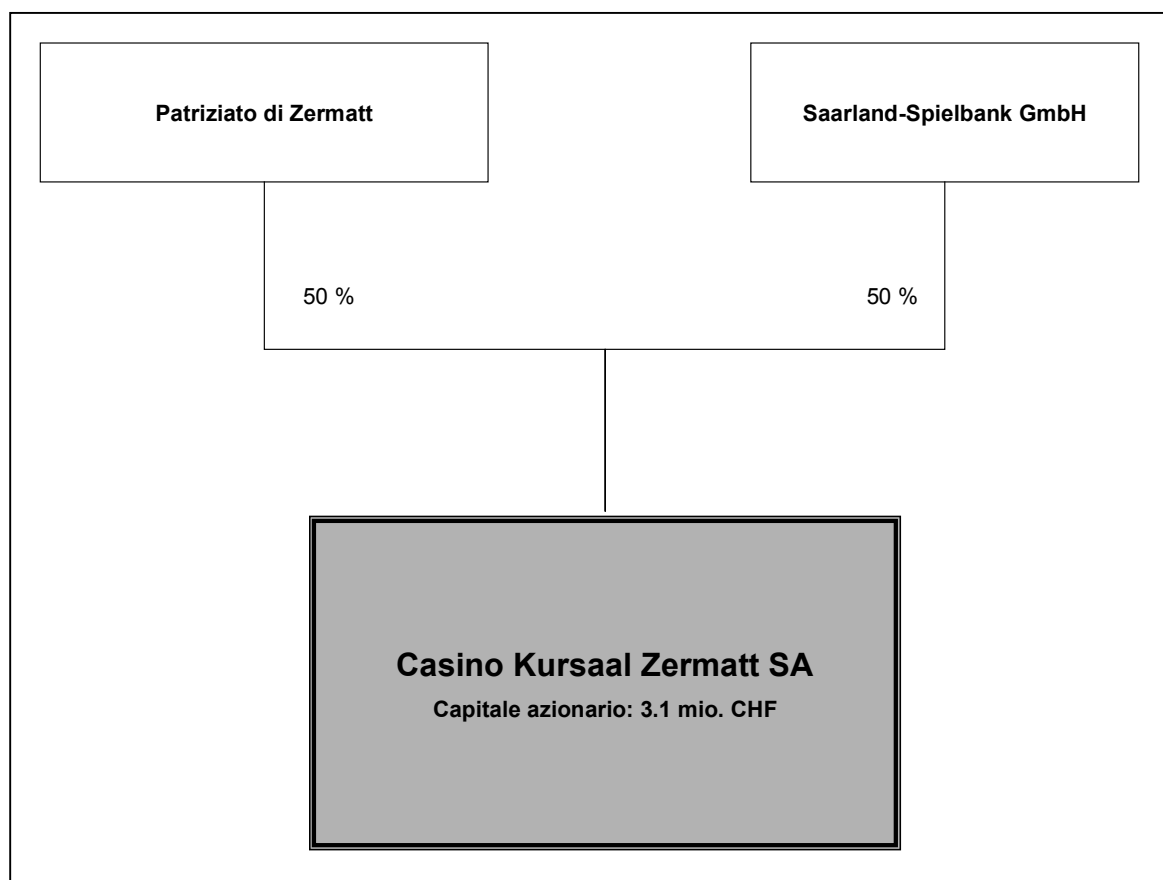 Patriziato di Zermatt
Saarland-Spielbank GmbH
50 %
50 %
Casino Kursaal Zermatt SA
Capitale azionario: 3.1 mio. CHF